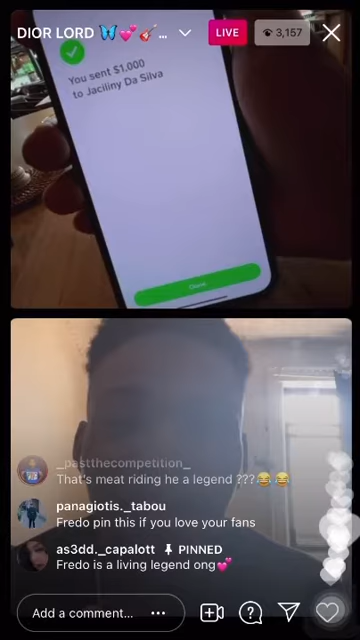 DIOR LORD 🦋💕🎸... LIVE 3,157
You sent $1,000
to Jaciliny Da Silva
Done
_pastthecompetition_
That's meat riding he a legend ???😂😂
panagiotis._tabou
Fredo pin this if you love your fans
as3dd._capalott PINNED
Fredo is a living legend ong💕
Add a comment... •••